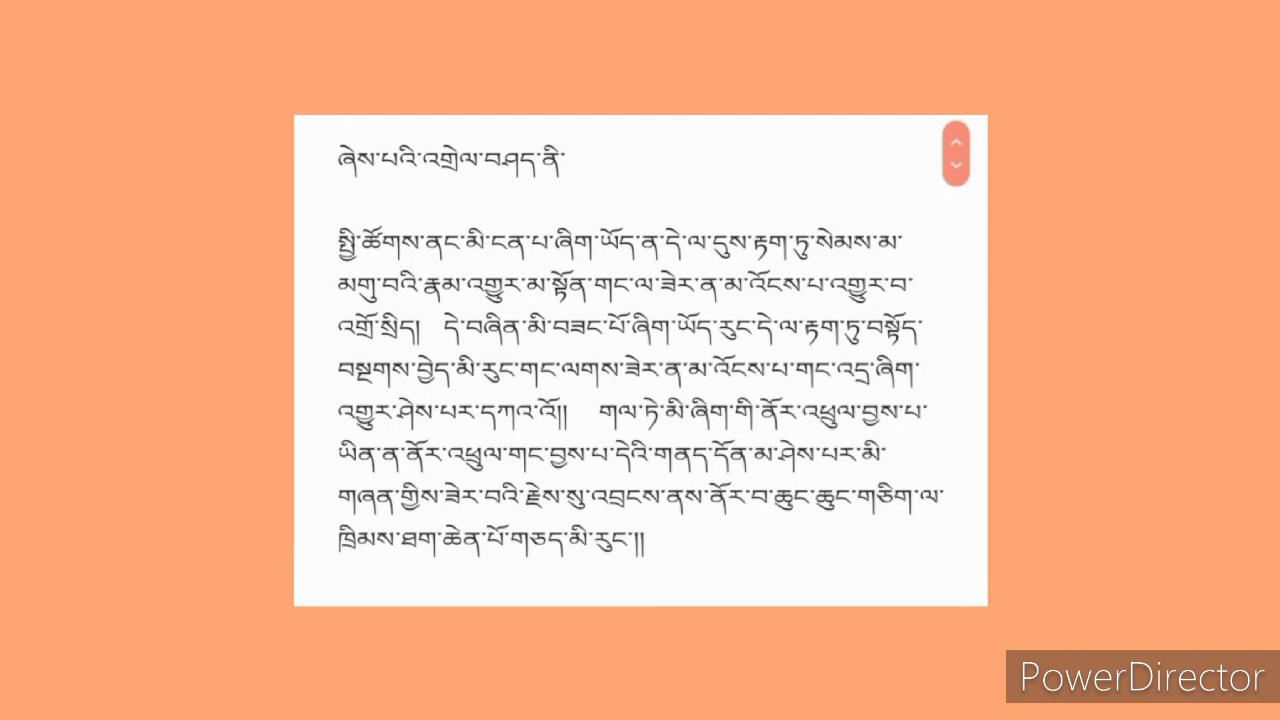 ཞེས་པའི་འགྲེལ་བཤད་ནི་
སྤྱི་ཚོགས་ནང་མི་ངན་པ་ཞིག་ཡོད་ན་དེ་ལ་དུས་རྟག་ཏུ་སེམས་མ་
མགུ་བའི་རྣམ་འགྱུར་མ་སྟོན་གང་ལ་ཟེར་ན་མ་འོངས་པ་འགྱུར་བ་
འགྲོ་སྲིད། དེ་བཞིན་མི་བཟང་པོ་ཞིག་ཡོད་རུང་དེ་ལ་རྟག་ཏུ་བསྟོད་
བསྔགས་བྱེད་མི་རུང་གང་ལགས་ཟེར་ན་མ་འོངས་པ་གང་འདྲ་ཞིག་
འགྱུར་ཤེས་པར་དཀའ་འོ།། གལ་ཏེ་མི་ཞིག་གི་ནོར་འཕྲུལ་བྱས་པ་
ཡིན་ན་ནོར་འཕྲུལ་གང་བྱས་པ་དེའི་གནད་དོན་མ་ཤེས་པར་མི་
གཞན་གྱིས་ཟེར་བའི་རྗེས་སུ་འབྲངས་ནས་ནོར་བ་ཆུང་ཆུང་གཅིག་ལ་
ཁྲིམས་ཐག་ཆེན་པོ་གཅད་མི་རུང་།།
PowerDirector